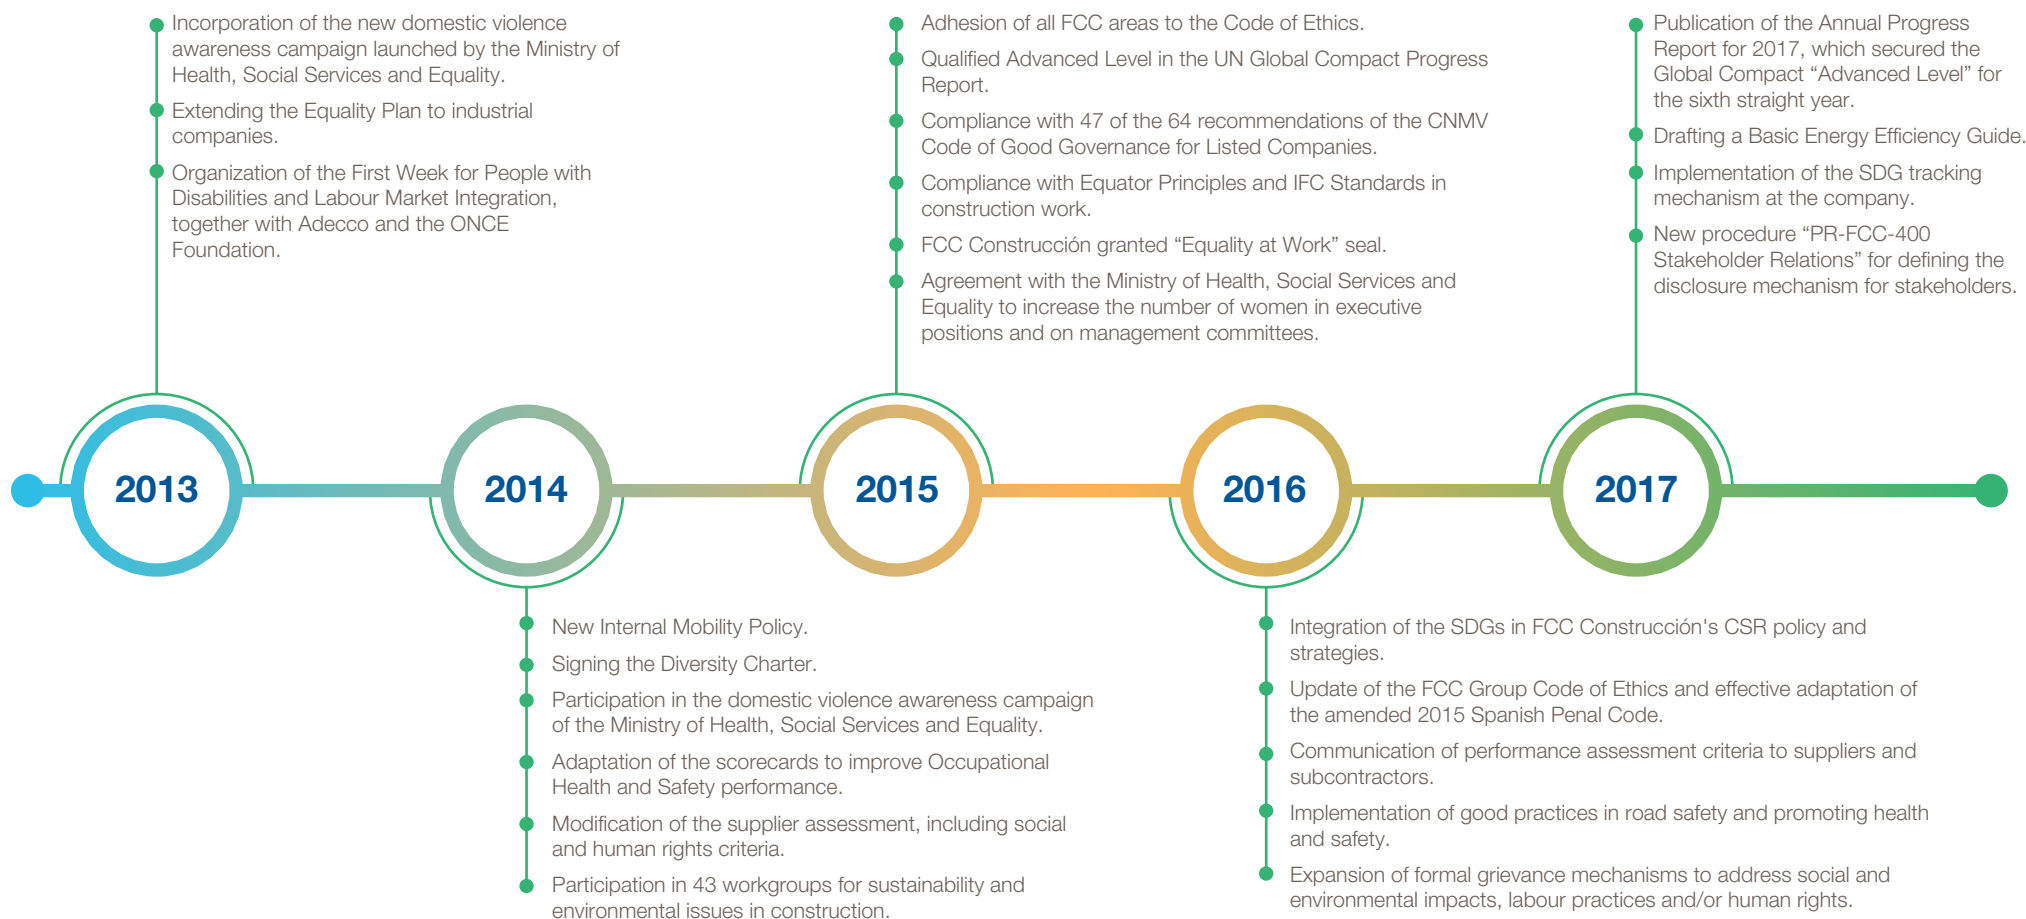 Incorporation of the new domestic violence
awareness campaign launched by the Ministry of
Health, Social Services and Equality.
Extending the Equality Plan to industrial
companies.
Organization of the First Week for People with
Disabilities and Labour Market Integration,
together with Adecco and the ONCE
Foundation.
Adhesion of all FCC areas to the Code of Ethics.
Qualified Advanced Level in the UN Global Compact Progress
Report.
Compliance with 47 of the 64 recommendations of the CNMV
Code of Good Governance for Listed Companies.
Compliance with Equator Principles and IFC Standards in
construction work.
FCC Construcción granted “Equality at Work” seal.
Agreement with the Ministry of Health, Social Services and
Equality to increase the number of women in executive
positions and on management committees.
Publication of the Annual Progress
Report for 2017, which secured the
Global Compact “Advanced Level” for
the sixth straight year.
Drafting a Basic Energy Efficiency Guide.
Implementation of the SDG tracking
mechanism at the company.
New procedure “PR-FCC-400
Stakeholder Relations” for defining the
disclosure mechanism for stakeholders.
2013
2014
2015
2016
2017
New Internal Mobility Policy.
Signing the Diversity Charter.
Participation in the domestic violence awareness campaign
of the Ministry of Health, Social Services and Equality.
Adaptation of the scorecards to improve Occupational
Health and Safety performance.
Modification of the supplier assessment, including social
and human rights criteria.
Participation in 43 workgroups for sustainability and
environmental issues in construction.
Integration of the SDGs in FCC Construcción's CSR policy and
strategies.
Update of the FCC Group Code of Ethics and effective adaptation of
the amended 2015 Spanish Penal Code.
Communication of performance assessment criteria to suppliers and
subcontractors.
Implementation of good practices in road safety and promoting health
and safety.
Expansion of formal grievance mechanisms to address social and
environmental impacts, labour practices and/or human rights.